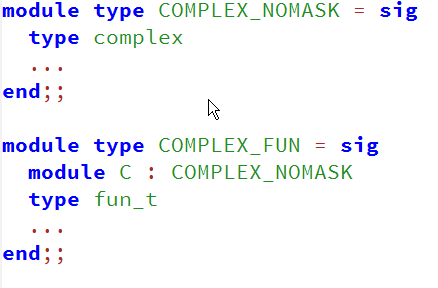 module type COMPLEX_NOMASK = sig
  type complex
  ...
end;;
module type COMPLEX_FUN = sig
  module C : COMPLEX_NOMASK
  type fun_t
  ...
end;;